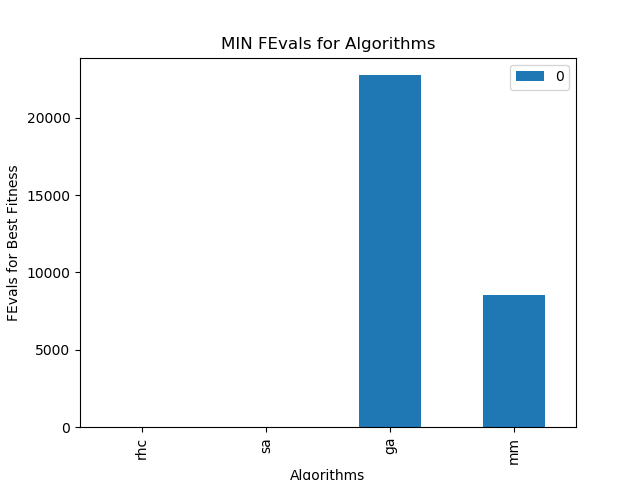 MIN FEvals for Algorithms
0
FEvals for Best Fitness
20000
15000
10000
5000
0
rhc
sa
ga
mm
Algorithms